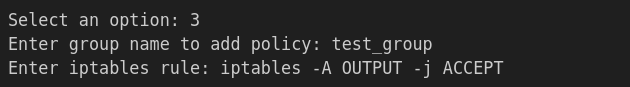 Select an option: 3
Enter group name to add policy: test_group
Enter iptables rule: iptables -A OUTPUT -j ACCEPT